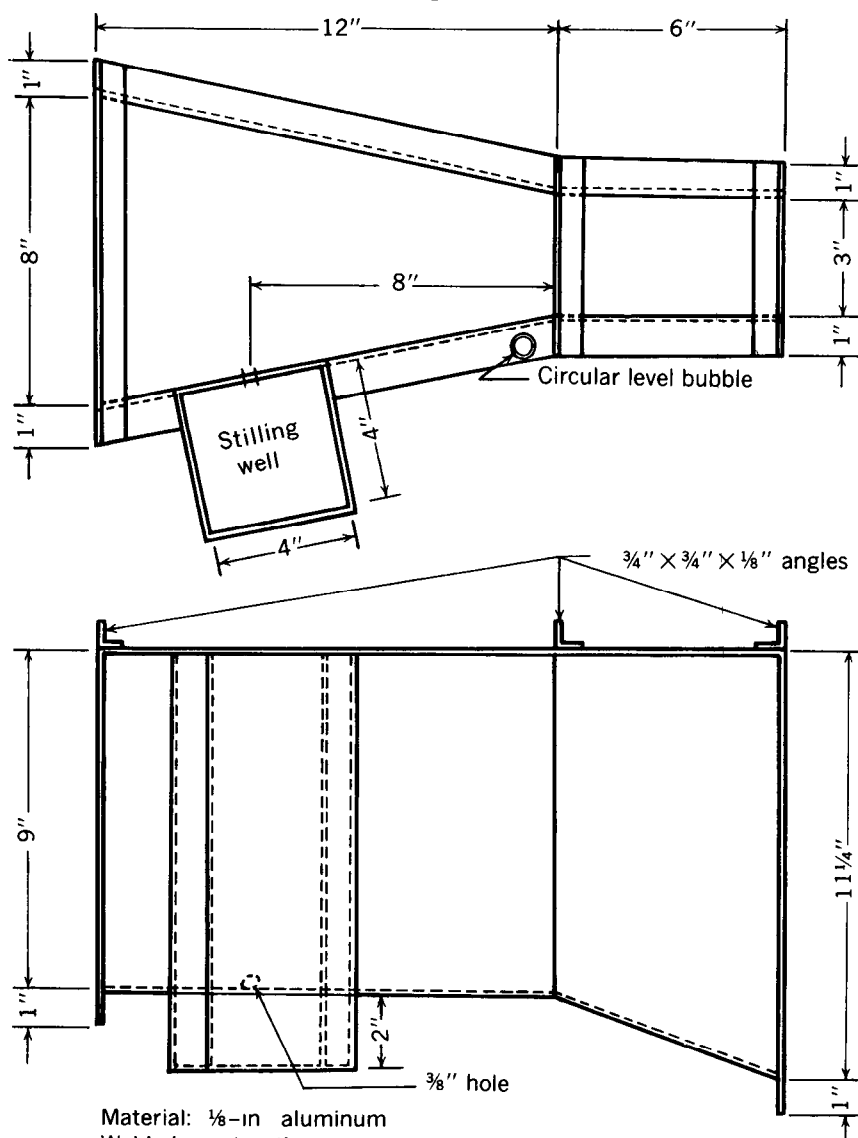 12″
6″
1″
8″
1″
8″
1″
3″
1″
Circular level bubble
Stilling
well
4″
4″
¾″ × ¾″ × ⅛″ angles
9″
1″
2″
⅜″ hole
11¼″
1″
Material: ⅛–in aluminum